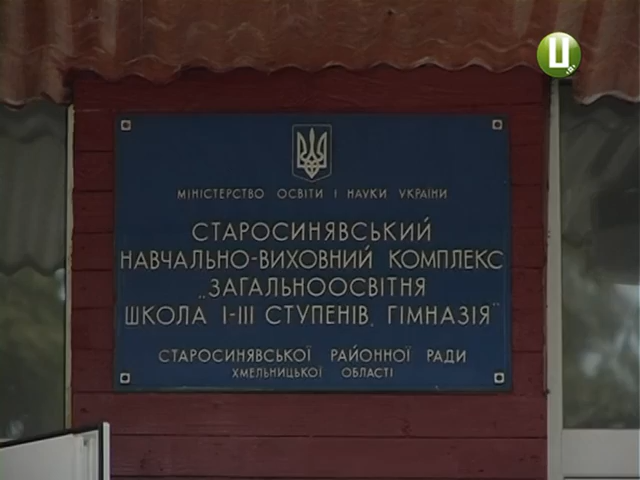 Ц
МІНІСТЕРСТВО ОСВІТИ І НАУКИ УКРАЇНИ
СТАРОСИНЯВСЬКИЙ
НАВЧАЛЬНО-ВИХОВНИЙ КОМПЛЕКС
„ЗАГАЛЬНООСВІТНЯ
ШКОЛА І-ІІІ СТУПЕНІВ, ГІМНАЗІЯ"
СТАРОСИНЯВСЬКОЇ РАЙОННОЇ РАДИ
ХМЕЛЬНИЦЬКОЇ ОБЛАСТІ